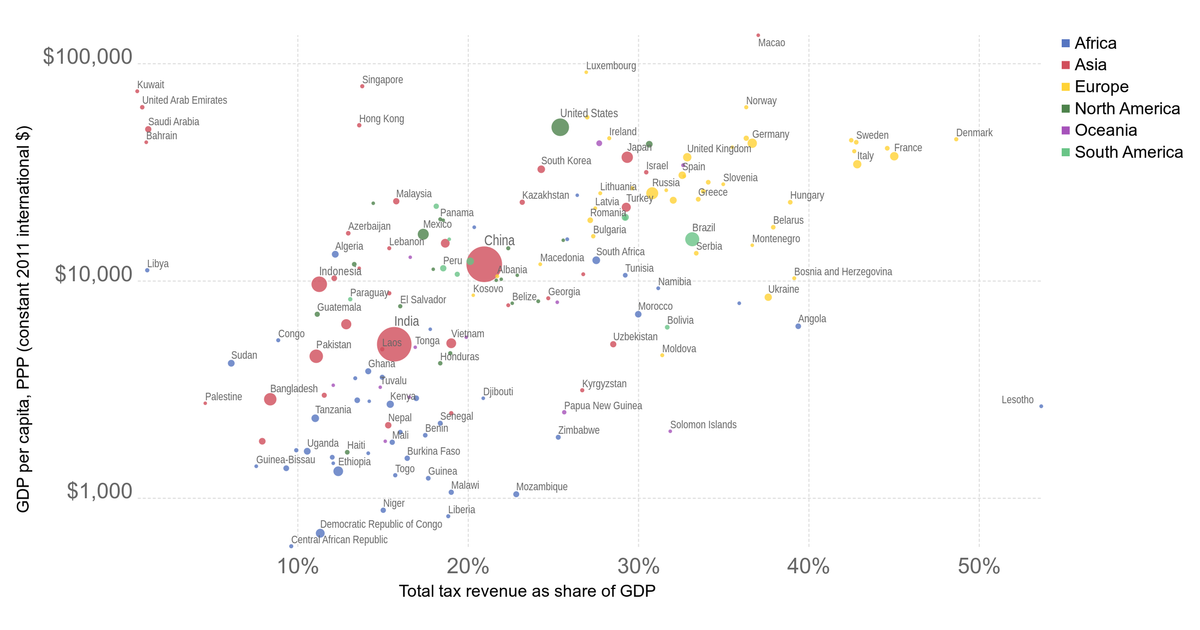 $100,000
$10,000
$1,000
GDP per capita, PPP (constant 2011 international $)
Macao
Luxembourg
Kuwait
Singapore
United Arab Emirates
Norway
Saudi Arabia
Hong Kong
United States
Bahrain
Ireland
Germany
Sweden
Denmark
Japan
United Kingdom
France
Italy
South Korea
Israel
Spain
Slovenia
Russia
Lithuania
Malaysia
Kazakhstan
Turkey
Greece
Hungary
Latvia
Panama
Romania
Azerbaijan
Mexico
Bulgaria
Brazil
Belarus
Algeria
Lebanon
China
Serbia
Montenegro
Libya
Peru
Albania
Macedonia
South Africa
Tunisia
Indonesia
Bosnia and Herzegovina
Paraguay
Kosovo
Namibia
Ukraine
Guatemala
El Salvador
Belize
Georgia
Morocco
Bolivia
Angola
Congo
India
Vietnam
Uzbekistan
Pakistan
Laos
Tonga
Moldova
Sudan
Honduras
Ghana
Tuvalu
Kyrgyzstan
Palestine
Bangladesh
Kenya
Djibouti
Lesotho
Tanzania
Papua New Guinea
Nepal
Senegal
Solomon Islands
Mali
Benin
Zimbabwe
Uganda
Haiti
Burkina Faso
Guinea-Bissau
Ethiopia
Togo
Guinea
Malawi
Mozambique
Niger
Liberia
Democratic Republic of Congo
Central African Republic
10%
20%
30%
40%
50%
Total tax revenue as share of GDP
Africa
Asia
Europe
North America
Oceania
South America